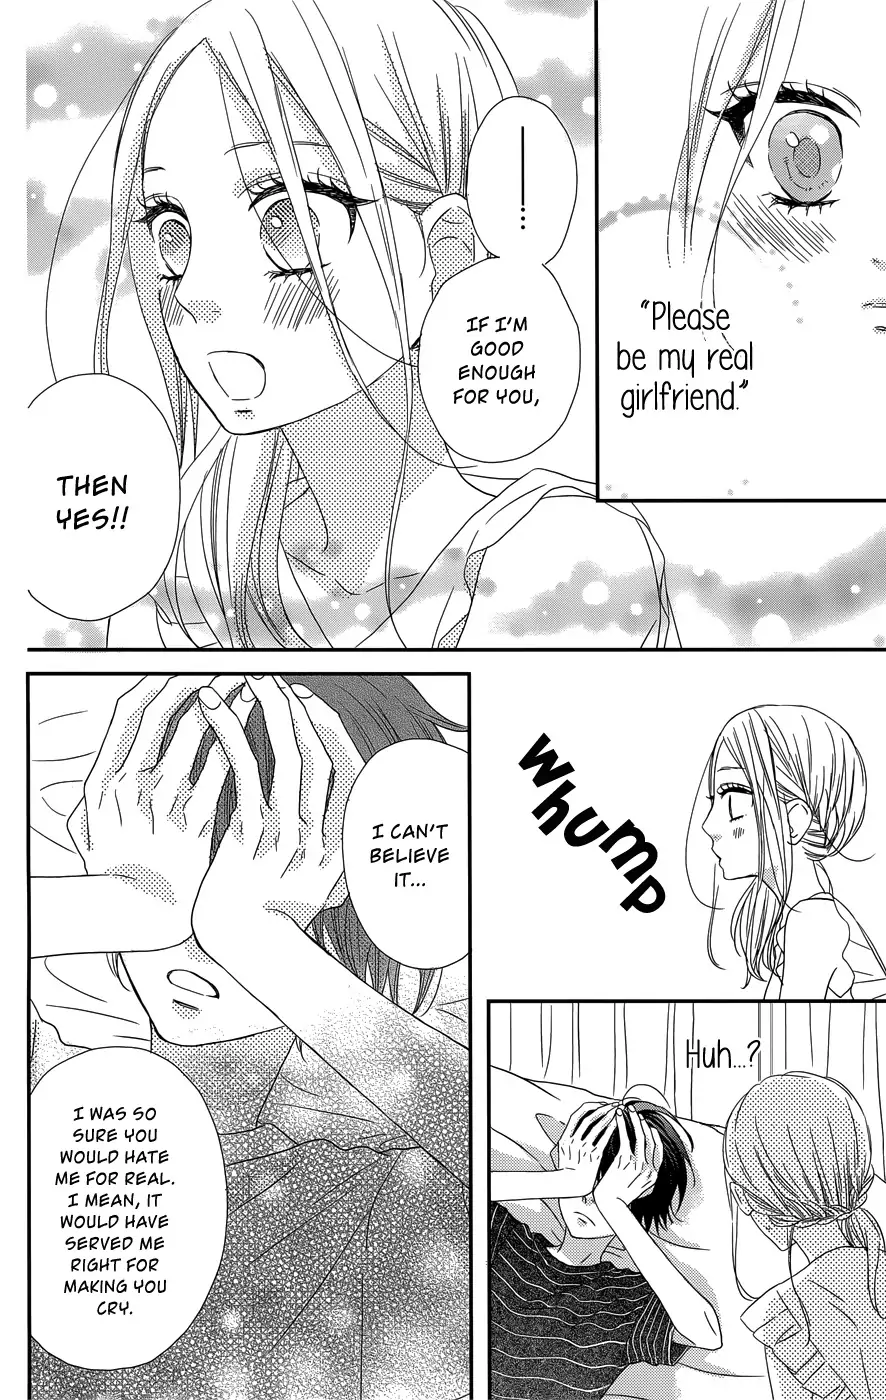 "Please
be my real
girlfriend."
—...
IF I'M
GOOD
ENOUGH
FOR YOU,
THEN
YES!!
Whump
Huh...?
I CAN'T
BELIEVE
IT...
I WAS SO
SURE YOU
WOULD HATE
ME FOR REAL.
I MEAN, IT
WOULD HAVE
SERVED ME
RIGHT FOR
MAKING YOU
CRY.